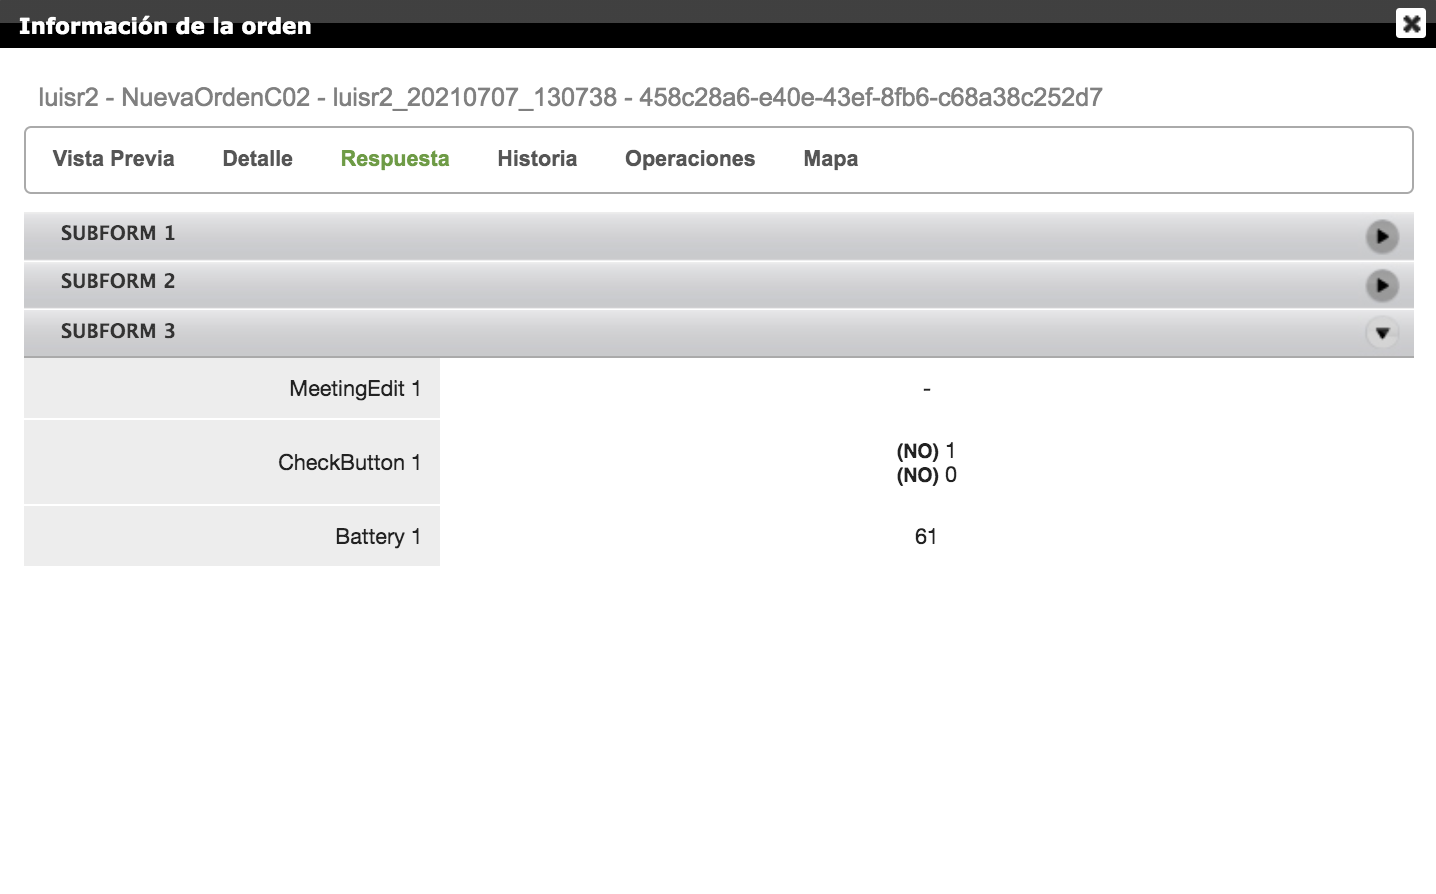 Información de la orden
luisr2 - NuevaOrdenC02 - luisr2_20210707_130738 - 458c28a6-e40e-43ef-8fb6-c68a38c252d7
Vista Previa Detalle Respuesta Historia Operaciones Mapa
SUBFORM 1
SUBFORM 2
SUBFORM 3
MeetingEdit 1 -
CheckButton 1 (NO) 1
(NO) 0
Battery 1 61